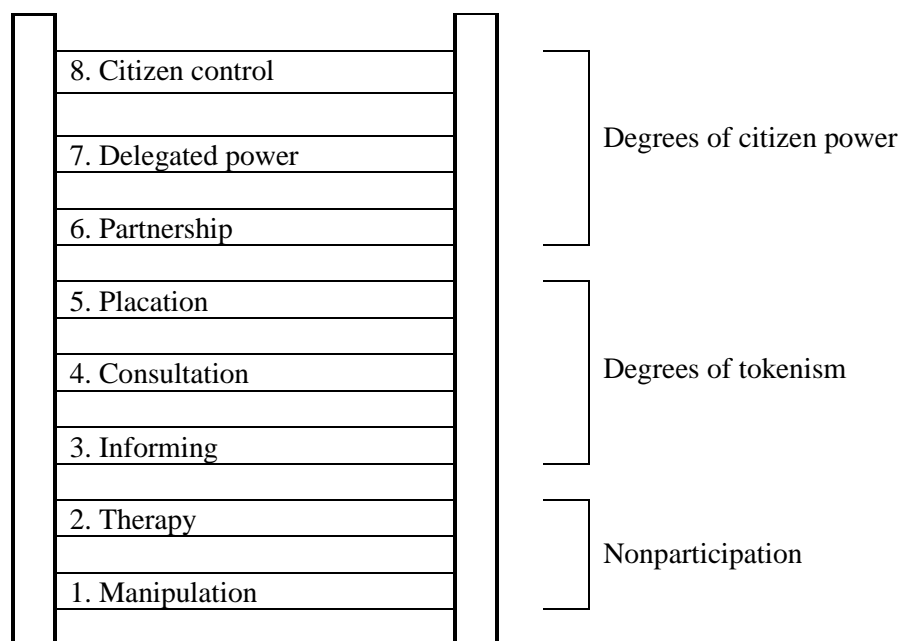 8. Citizen control
7. Delegated power
6. Partnership
Degrees of citizen power
5. Placation
4. Consultation
3. Informing
Degrees of tokenism
2. Therapy
1. Manipulation
Nonparticipation